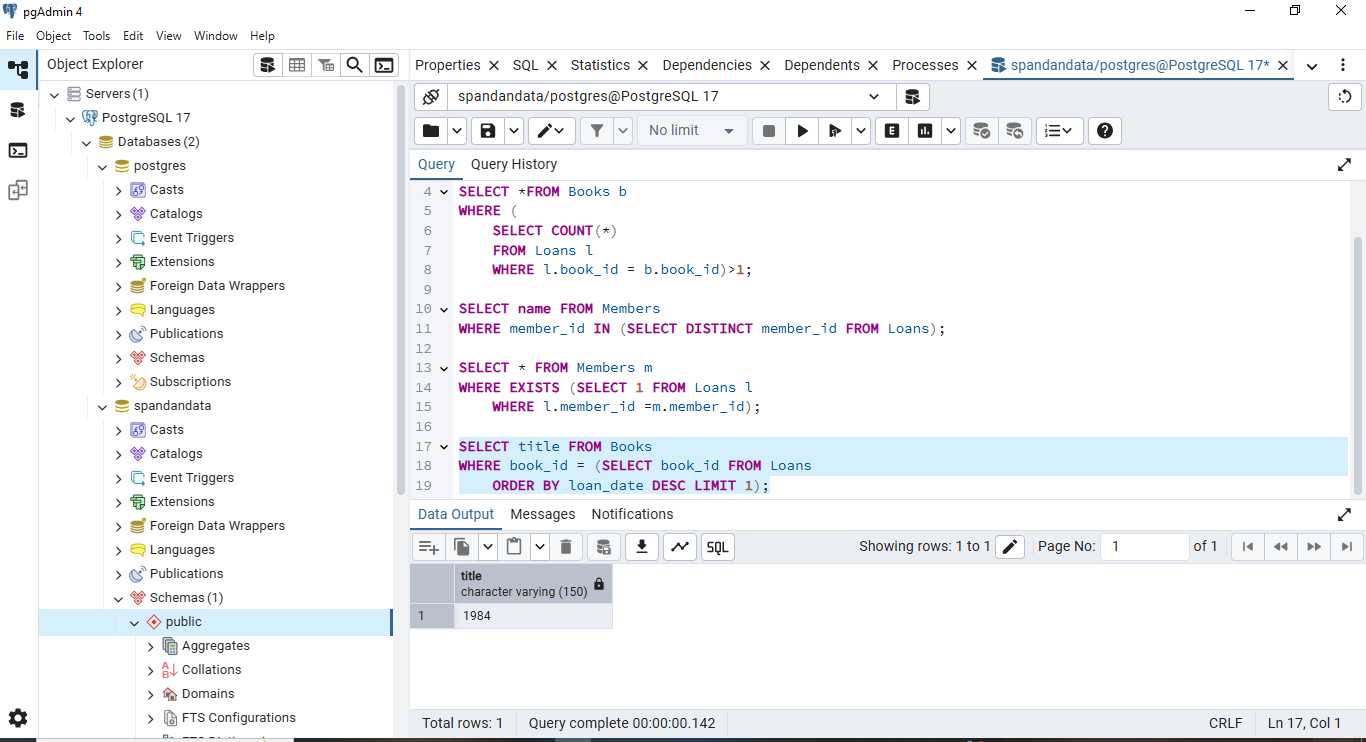 pgAdmin 4
File Object Tools Edit View Window Help
Object Explorer
Servers (1)
PostgreSQL 17
Databases (2)
postgres
Casts
Catalogs
Event Triggers
Extensions
Foreign Data Wrappers
Languages
Publications
Schemas
Subscriptions
spandandata
Casts
Catalogs
Event Triggers
Extensions
Foreign Data Wrappers
Languages
Publications
Schemas (1)
public
Aggregates
Collations
Domains
FTS Configurations
Properties SQL Statistics Dependencies Dependents Processes spandandata/postgres@PostgreSQL 17*
spandandata/postgres@PostgreSQL 17
No limit E
Query Query History
4 SELECT *FROM Books b
5 WHERE (
6 SELECT COUNT(*)
7 FROM Loans l
8 WHERE l.book_id = b.book_id)>1;
9
10 SELECT name FROM Members
11 WHERE member_id IN (SELECT DISTINCT member_id FROM Loans);
12
13 SELECT * FROM Members m
14 WHERE EXISTS (SELECT 1 FROM Loans l
15 WHERE l.member_id =m.member_id);
16
17 SELECT title FROM Books
18 WHERE book_id = (SELECT book_id FROM Loans
19 ORDER BY loan_date DESC LIMIT 1);
Data Output Messages Notifications
SQL Showing rows: 1 to 1 Page No: 1 of 1
title
character varying (150)
1 1984
Total rows: 1 Query complete 00:00:00.142 CRLF Ln 17, Col 1